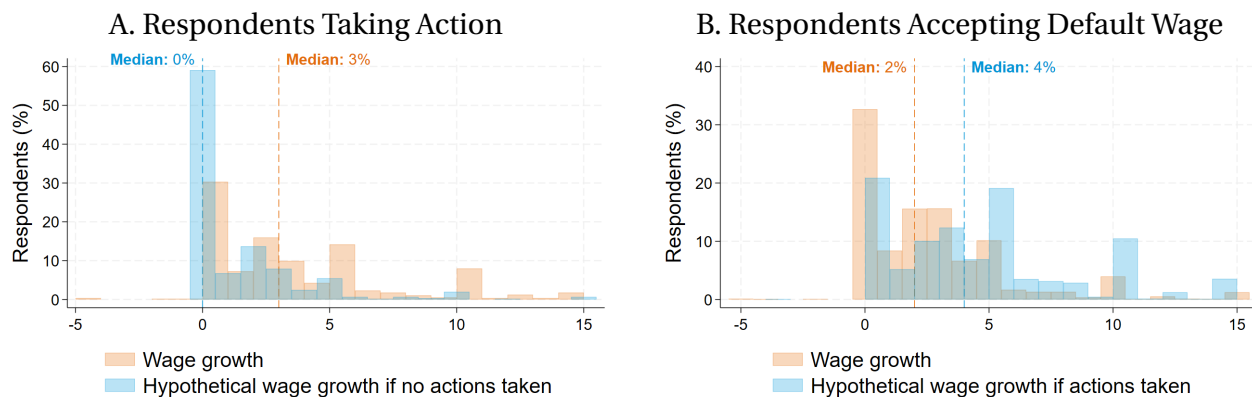 A. Respondents Taking Action
Median: 0%
Median: 3%
Respondents (%)
60
50
40
30
20
10
0
-5
0
5
10
15
Wage growth
Hypothetical wage growth if no actions taken
B. Respondents Accepting Default Wage
Median: 2%
Median: 4%
Respondents (%)
40
30
20
10
0
-5
0
5
10
15
Wage growth
Hypothetical wage growth if actions taken